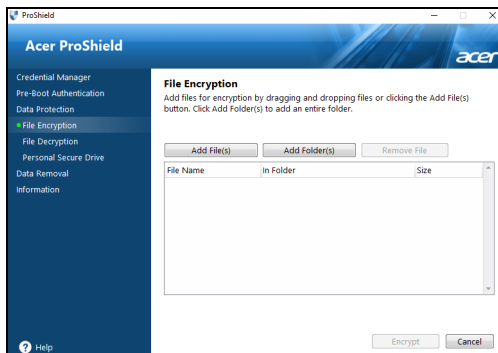 ProShield
Acer ProShield
acer
Credential Manager
Pre-Boot Authentication
Data Protection
File Encryption
File Decryption
Personal Secure Drive
Data Removal
Information
Help
File Encryption
Add files for encryption by dragging and dropping files or clicking the Add File(s)
button. Click Add Folder(s) to add an entire folder.
Add File(s) Add Folder(s) Remove File
File Name In Folder Size
Encrypt Cancel